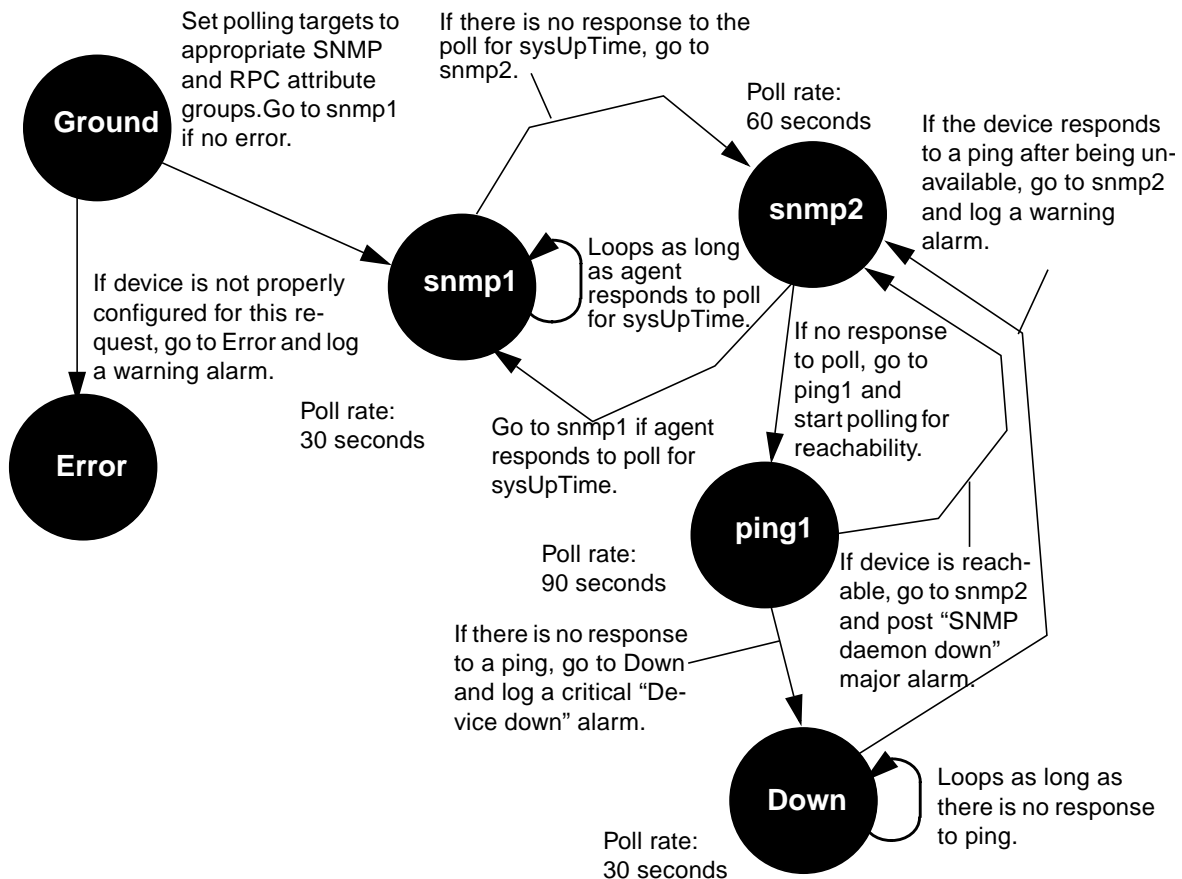 Set polling targets to
appropriate SNMP
and RPC attribute
groups.Go to snmp1
if no error.
If there is no response to the
poll for sysUpTime, go to
snmp2.
Ground
Poll rate:
60 seconds
If the device responds
to a ping after being un-
available, go to snmp2
and log a warning
alarm.
snmp2
snmp1
Loops as long
as agent
responds to poll
for sysUpTime.
If device is not properly
configured for this re-
quest, go to Error and log
a warning alarm.
If no response
to poll, go to
ping1 and
start polling for
reachability.
Poll rate:
30 seconds
Go to snmp1 if agent
responds to poll for
sysUpTime.
Error
ping1
Poll rate:
90 seconds
If device is reach-
able, go to snmp2
and post “SNMP
daemon down”
major alarm.
If there is no response
to a ping, go to Down
and log a critical “De-
vice down” alarm.
Down
Loops as long as
there is no response
to ping.
Poll rate:
30 seconds